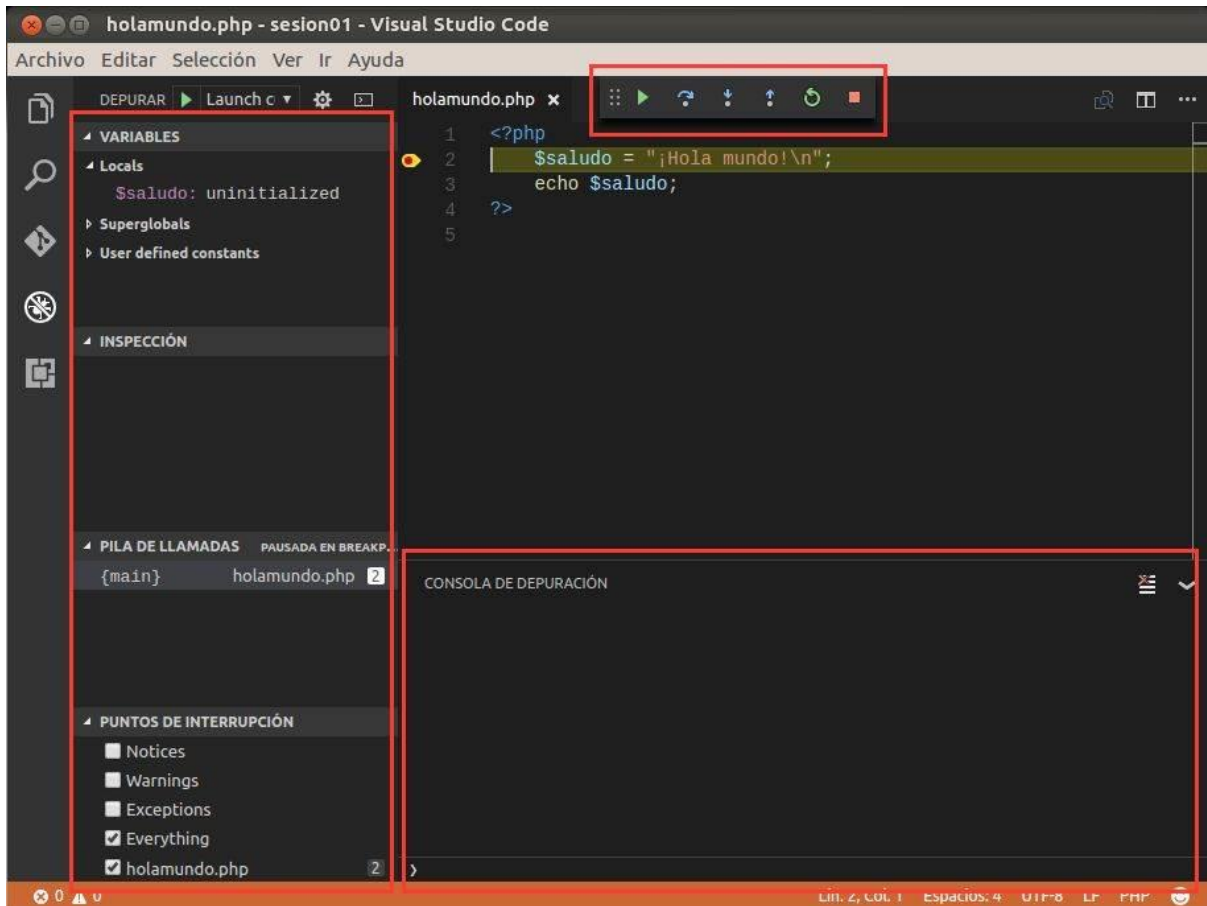 holamundo.php - sesion01 - Visual Studio Code
Archivo Editar Selección Ver Ir Ayuda
DEPURAR Launch c
VARIABLES
Locals
$saludo: uninitialized
Superglobals
User defined constants
INSPECCIÓN
PILA DE LLAMADAS PAUSADA EN BREAKP...
{main} holamundo.php 2
PUNTOS DE INTERRUPCIÓN
Notices
Warnings
Exceptions
Everything
holamundo.php 2
holamundo.php
1 <?php
2 $saludo = "¡Hola mundo!\n";
3 echo $saludo;
4 ?>
5
CONSOLA DE DEPURACIÓN
0 0
Lín. 2, Col. 1 Espacios: 4 UTF-8 LF PHP